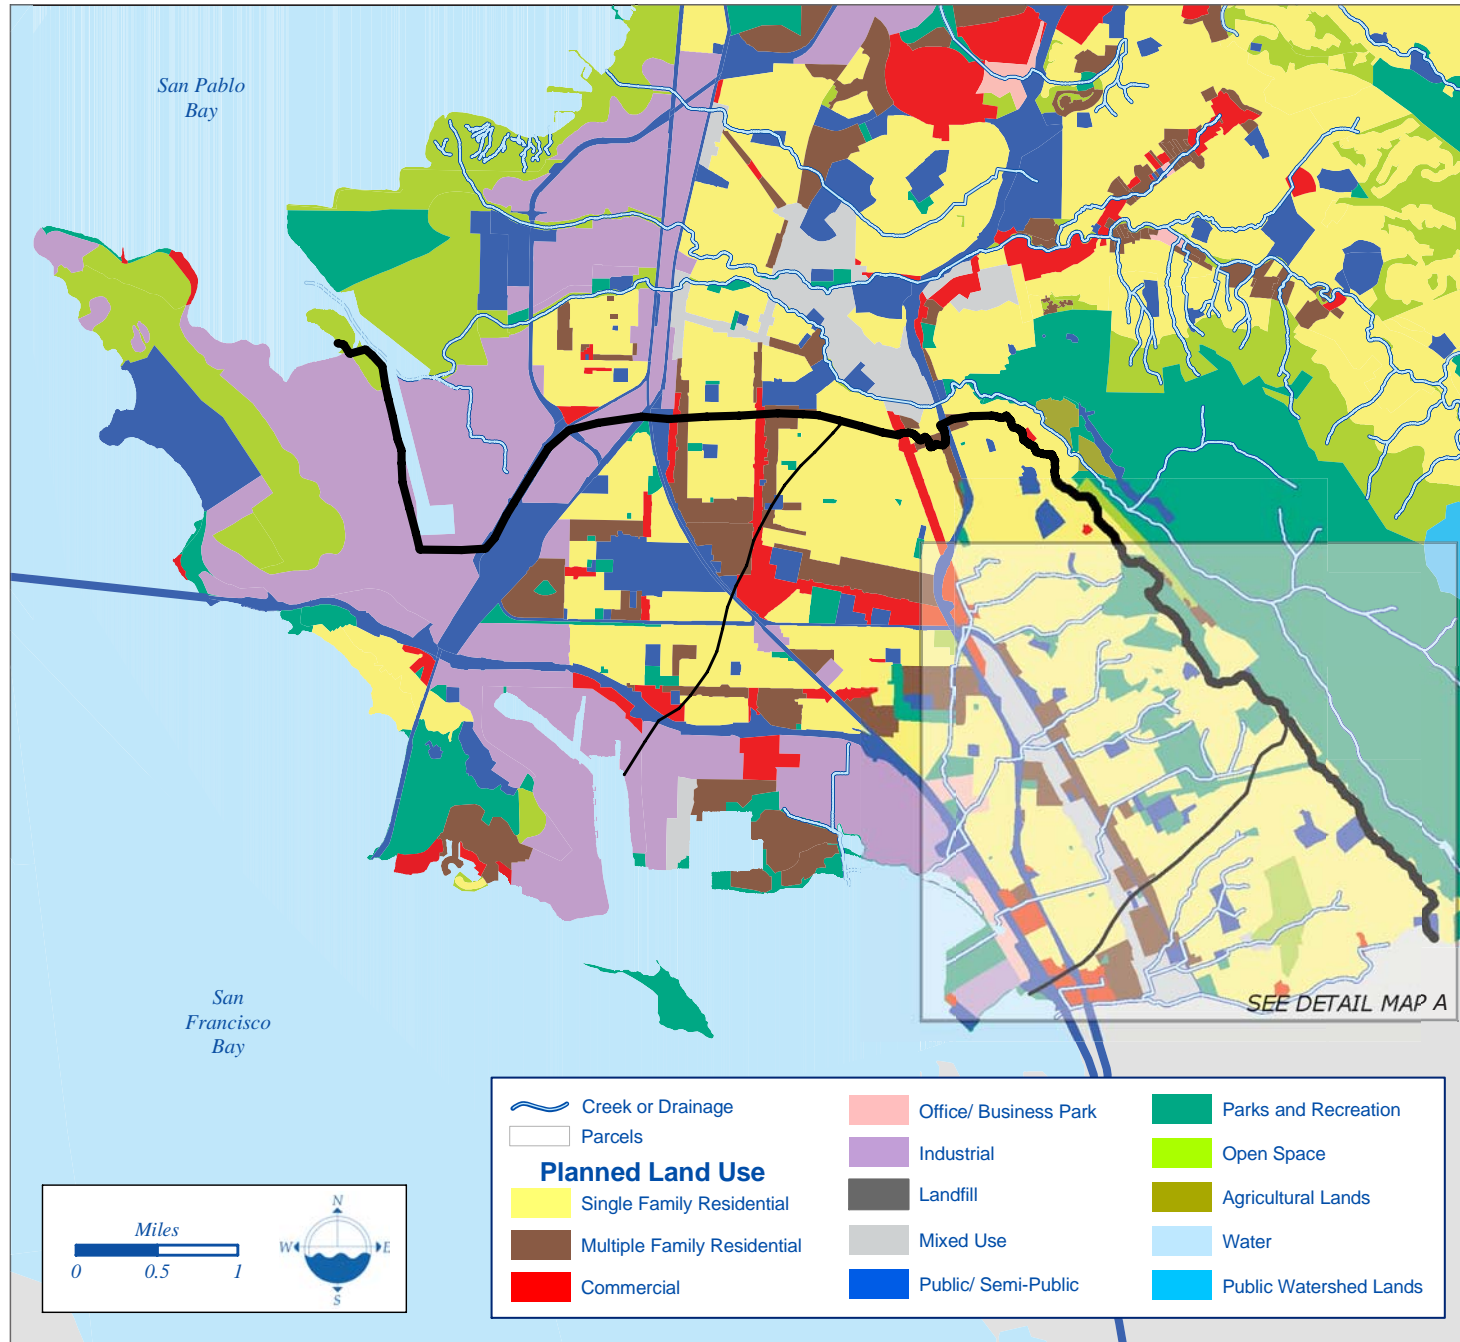 San Pablo
Bay
San
Francisco
Bay
SEE DETAIL MAP A
Creek or Drainage
Parcels
Planned Land Use
Single Family Residential
Multiple Family Residential
Commercial
Office/ Business Park
Industrial
Landfill
Mixed Use
Public/ Semi-Public
Parks and Recreation
Open Space
Agricultural Lands
Water
Public Watershed Lands
Miles
0 0.5 1
N
W E
S